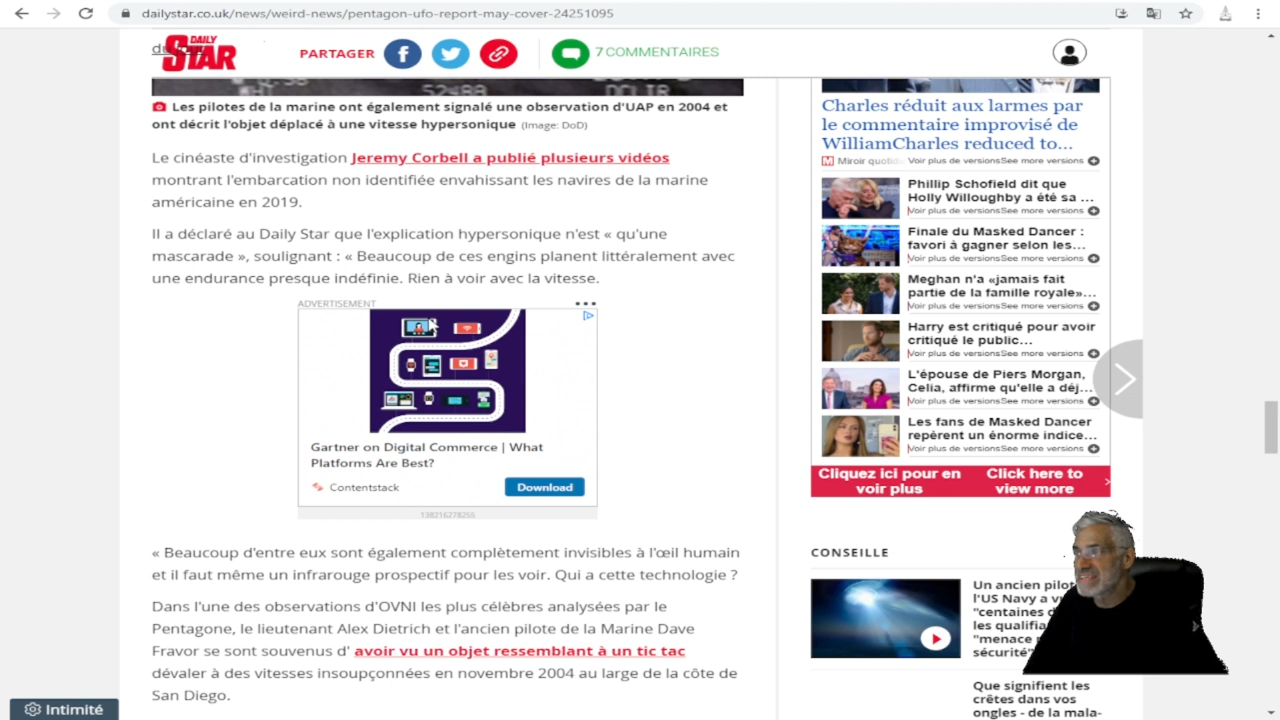 dailystar.co.uk/news/weird-news/pentagon-ufo-report-may-cover-24251095
DAILY
STAR
PARTAGER
7 COMMENTAIRES
Les pilotes de la marine ont également signalé une observation d'UAP en 2004 et
ont décrit l'objet déplacé à une vitesse hypersonique (Image: DoD)
Le cinéaste d'investigation Jeremy Corbell a publié plusieurs vidéos
montrant l'embarcation non identifiée envahissant les navires de la marine
américaine en 2019.
Il a déclaré au Daily Star que l'explication hypersonique n'est « qu'une
mascarade », soulignant : « Beaucoup de ces engins planent littéralement avec
une endurance presque indéfinie. Rien à voir avec la vitesse.
ADVERTISEMENT
Gartner on Digital Commerce | What
Platforms Are Best?
Contentstack
Download
138216278255
« Beaucoup d'entre eux sont également complètement invisibles à l'œil humain
et il faut même un infrarouge prospectif pour les voir. Qui a cette technologie ?
Dans l'une des observations d'OVNI les plus célèbres analysées par le
Pentagone, le lieutenant Alex Dietrich et l'ancien pilote de la Marine Dave
Fravor se sont souvenus d' avoir vu un objet ressemblant à un tic tac
dévaler à des vitesses insoupçonnées en novembre 2004 au large de la côte de
San Diego.
Intimité
Charles réduit aux larmes par
le commentaire improvisé de
WilliamCharles reduced to...
Miroir Voir plus de versionsSee more versions
Phillip Schofield dit que
Holly Willoughby a été sa ...
Voir plus de versionsSee more versions
Finale du Masked Dancer :
favori à gagner selon les...
Voir plus de versionsSee more versions
Meghan n'a «jamais fait
partie de la famille royale»...
Voir plus de versionsSee more versions
Harry est critiqué pour avoir
critiqué le public...
Voir plus de versionsSee more versions
L'épouse de Piers Morgan,
Celia, affirme qu'elle a déj...
Voir plus de versionsSee more versions
Les fans de Masked Dancer
repèrent un énorme indice...
Voir plus de versionsSee more versions
Cliquez ici pour en
voir plus
Click here to
view more
CONSEILLE
Un ancien
l'US Navy a
"centaines
les qualifia
"menace
sécurité"
Que signifient les
crêtes dans vos
ongles - de la mala-